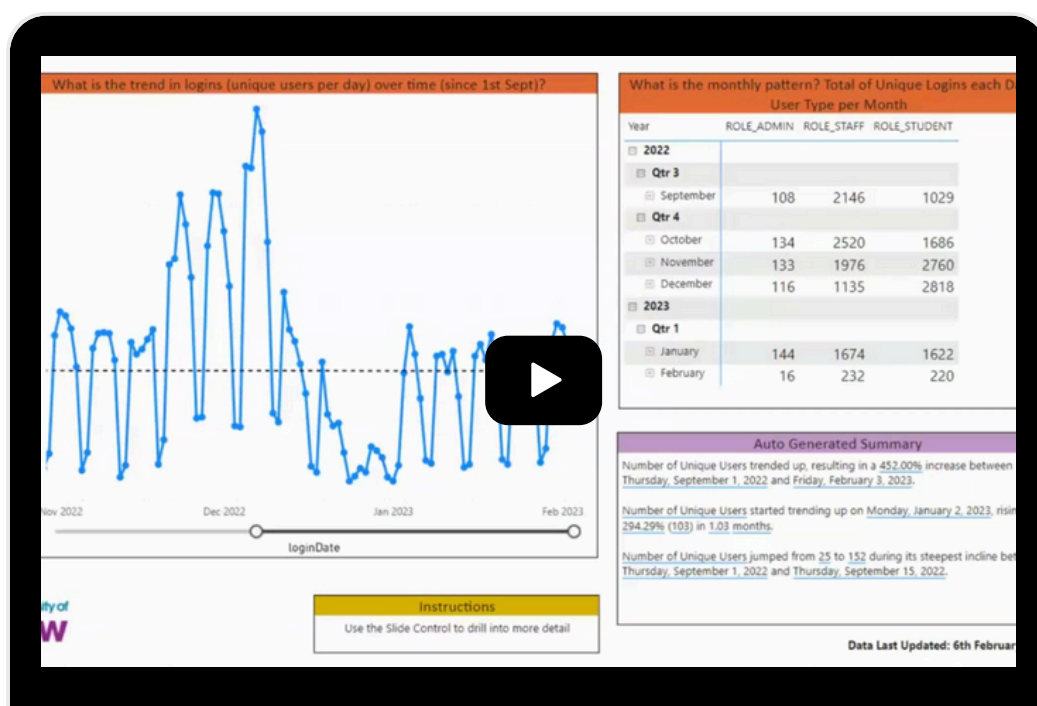 What is the trend in logins (unique users per day) over time (since 1st Sept)?
Nov 2022
Dec 2022
Jan 2023
Feb 2023
loginDate
What is the monthly pattern? Total of Unique Logins each D
User Type per Month
Year ROLE_ADMIN ROLE_STAFF ROLE_STUDENT
2022
Qtr 3
September 108 2146 1029
Qtr 4
October 134 2520 1686
November 133 1976 2760
December 116 1135 2818
2023
Qtr 1
January 144 1674 1622
February 16 232 220
Auto Generated Summary
Number of Unique Users trended up, resulting in a 452.00% increase between
Thursday, September 1, 2022 and Friday, February 3, 2023.
Number of Unique Users started trending up on Monday, January 2, 2023, risin
294.29% (103) in 1.03 months.
Number of Unique Users jumped from 25 to 152 during its steepest incline bet
Thursday, September 1, 2022 and Thursday, September 15, 2022.
ity of
w
Instructions
Use the Slide Control to drill into more detail
Data Last Updated: 6th Februar